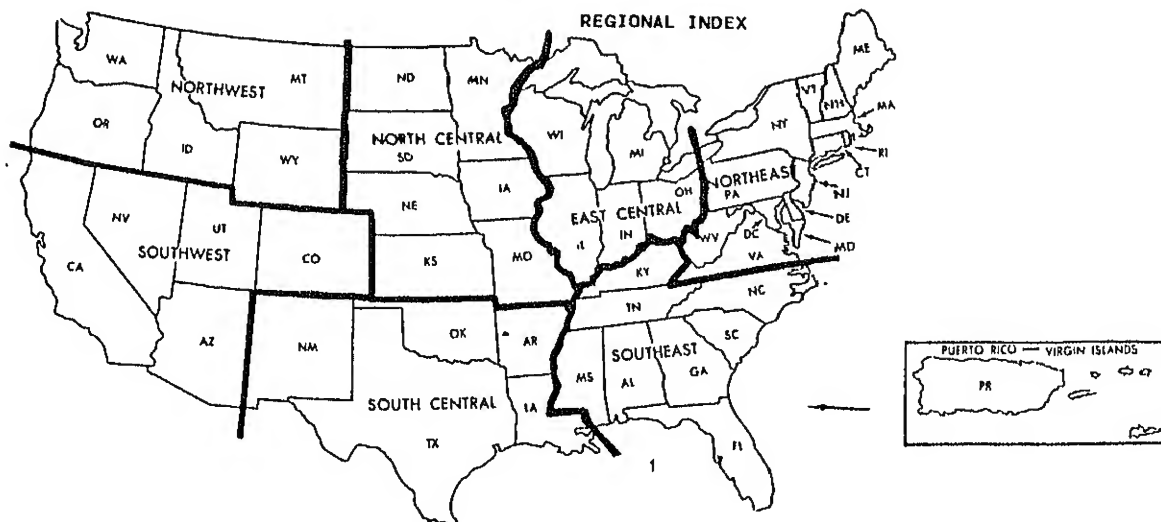 REGIONAL INDEX
WA
MT
ND
MN
ME
NORTHWEST
VT
NH
MA
OR
ID
WY
NORTH CENTRAL
SD
WI
MI
NY
RI
CT
IA
NORTHEAS
PA
NJ
NE
OH
EAST CENTRAL
IL
IN
WV
DC
DE
MD
NV
UT
SOUTHWEST
CA
CO
KS
MO
KY
VA
TN
NC
AZ
NM
OK
AR
SC
SOUTHEAST
MS
AL
GA
PUERTO RICO — VIRGIN ISLANDS
PR
SOUTH CENTRAL
LA
TX
FL
1